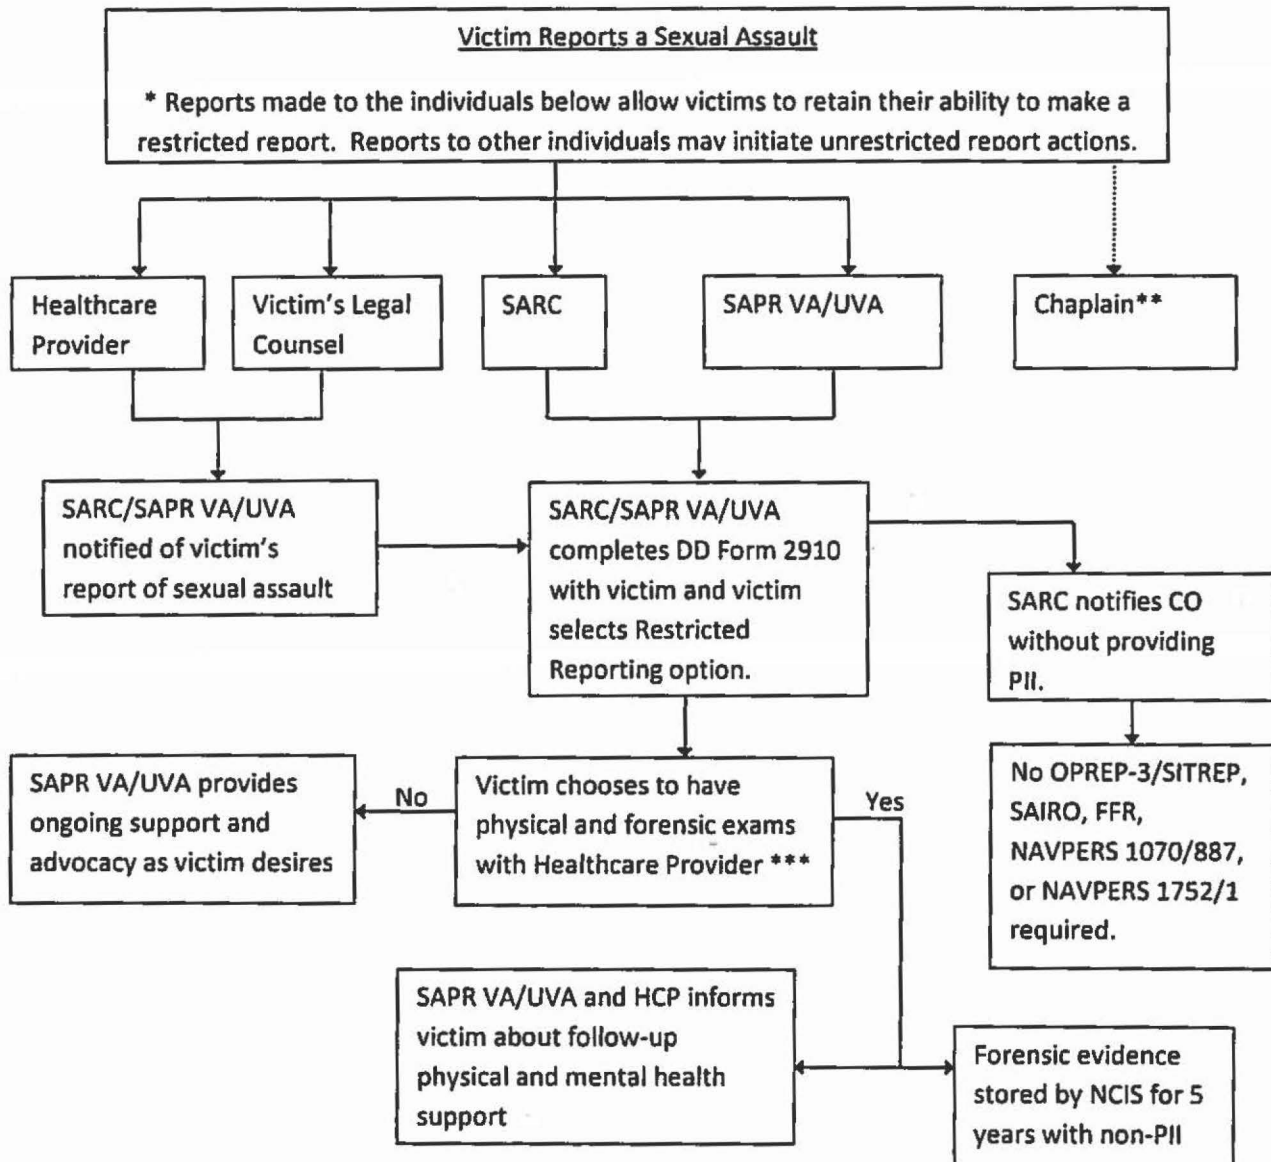 Victim Reports a Sexual Assault
* Reports made to the individuals below allow victims to retain their ability to make a
restricted report. Reports to other individuals may initiate unrestricted report actions.
Healthcare
Provider
Victim's Legal
Counsel
SARC
SAPR VA/UVA
Chaplain**
SARC/SAPR VA/UVA
notified of victim's
report of sexual assault
SARC/SAPR VA/UVA
completes DD Form 2910
with victim and victim
selects Restricted
Reporting option.
SARC notifies CO
without providing
PII.
SAPR VA/UVA provides
ongoing support and
advocacy as victim desires
No
Victim chooses to have
physical and forensic exams
with Healthcare Provider ***
Yes
No OPREP-3/SITREP,
SAIRO, FFR,
NAVPERS 1070/887,
or NAVPERS 1752/1
required.
SAPR VA/UVA and HCP informs
victim about follow-up
physical and mental health
support
Forensic evidence
stored by NCIS for 5
years with non-PII